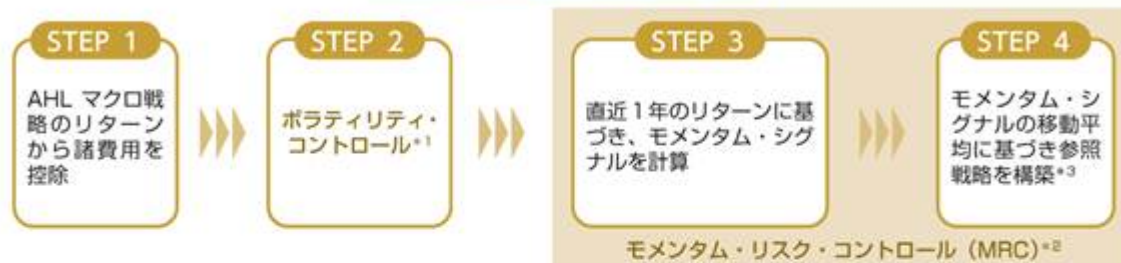 STEP 1
AHL マクロ戦
略のリターン
から諸費用を
控除
STEP 2
ボラティリティ・
コントロール*1
STEP 3
直近1年のリターンに基
づき、モメンタム・シグ
ナルを計算
STEP 4
モメンタム・シ
グナルの移動平
均に基づき参照
戦略を構築*3
モメンタム・リスク・コントロール（MRC）*2